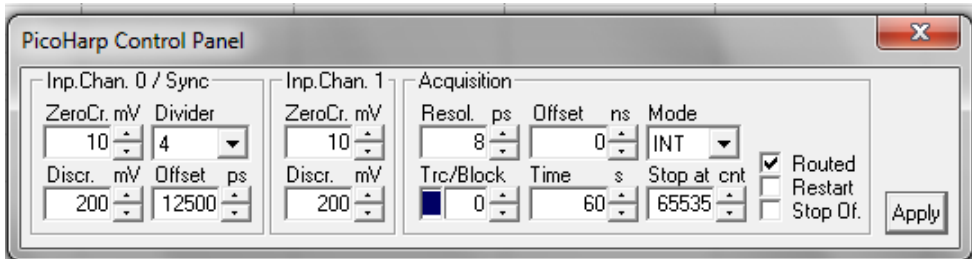 PicoHarp Control Panel
Inp.Chan. 0 / Sync
ZeroCr. mV Divider
10 4
Discr. mV Offset ps
200 12500
Inp.Chan. 1
ZeroCr. mV
10
Discr. mV
200
Acquisition
Resol. ps Offset ns Mode
8 0 INT
Trc/Block Time s Stop at cnt
0 60 65535
Routed
Restart
Stop Of.
Apply